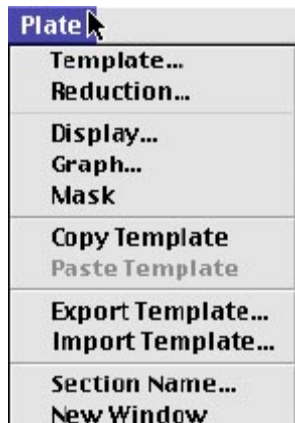 Plate
Template...
Reduction...
Display...
Graph...
Mask
Copy Template
Paste Template
Export Template...
Import Template...
Section Name...
New Window